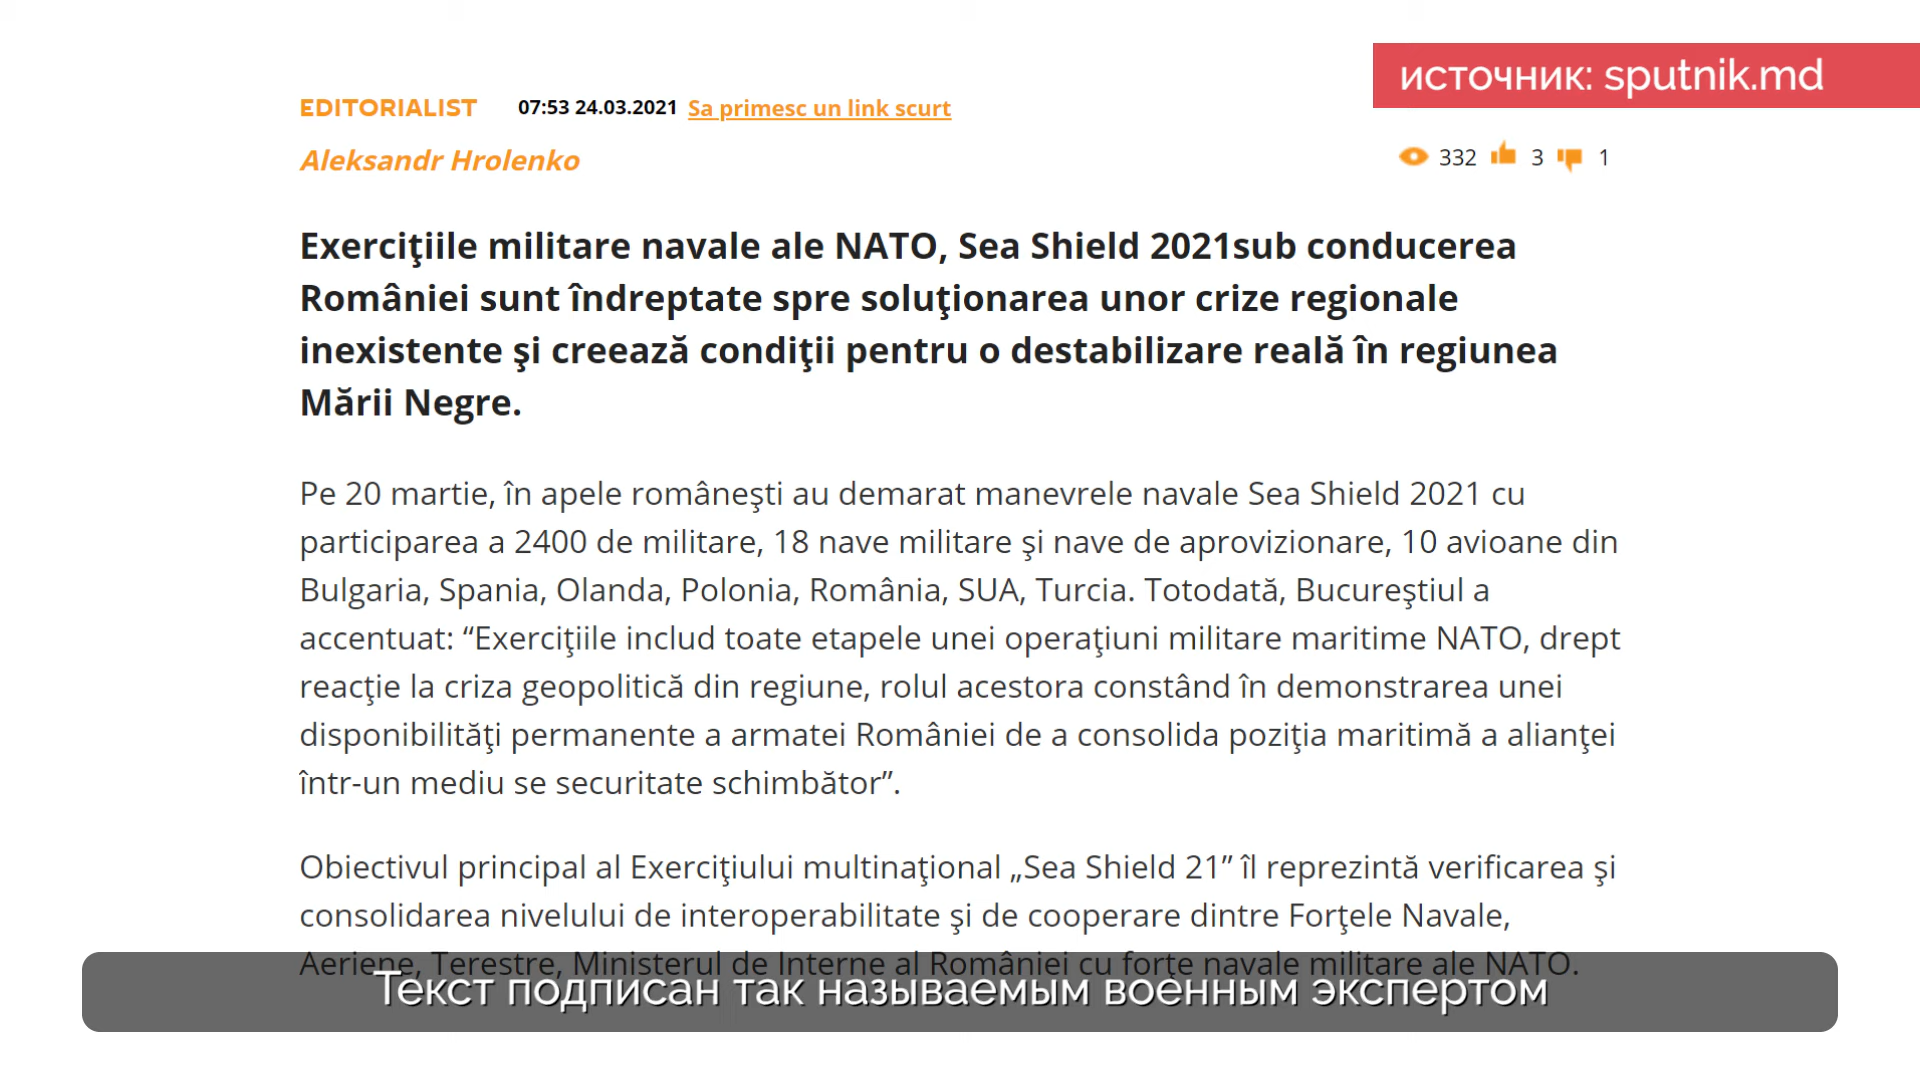 источник: sputnik.md
EDITORIALIST 07:53 24.03.2021 Sa primesc un link scurt
Aleksandr Hrolenko
332 3 1
Exerciţiile militare navale ale NATO, Sea Shield 2021sub conducerea
României sunt îndreptate spre soluţionarea unor crize regionale
inexistente şi creează condiţii pentru o destabilizare reală în regiunea
Mării Negre.
Pe 20 martie, în apele româneşti au demarat manevrele navale Sea Shield 2021 cu
participarea a 2400 de militare, 18 nave militare şi nave de aprovizionare, 10 avioane din
Bulgaria, Spania, Olanda, Polonia, România, SUA, Turcia. Totodată, Bucureştiul a
accentuat: “Exerciţiile includ toate etapele unei operaţiuni militare maritime NATO, drept
reacţie la criza geopolitică din regiune, rolul acestora constând în demonstrarea unei
disponibilităţi permanente a armatei României de a consolida poziţia maritimă a alianţei
într-un mediu se securitate schimbător”.
Obiectivul principal al Exerciţiului multinaţional „Sea Shield 21” îl reprezintă verificarea şi
consolidarea nivelului de interoperabilitate şi de cooperare dintre Forţele Navale,
Aeriene, Terestre, Ministerul de Interne al României cu forţe navale militare ale NATO.
Текст подписан так называемым военным экспертом